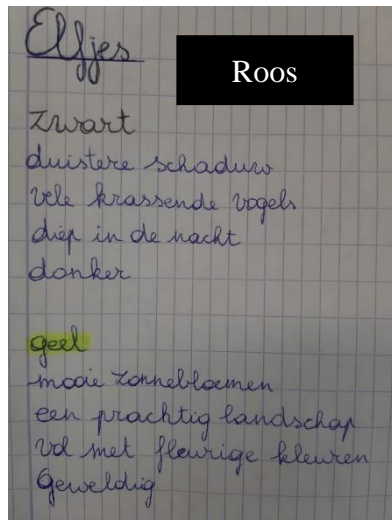 Elfjes
Roos
Zwart
duistere schaduw
vele krassende vogels
diep in de nacht
donker
geel
mooie zonnebloemen
een prachtig landschap
vol met fleurige kleuren
Geweldig